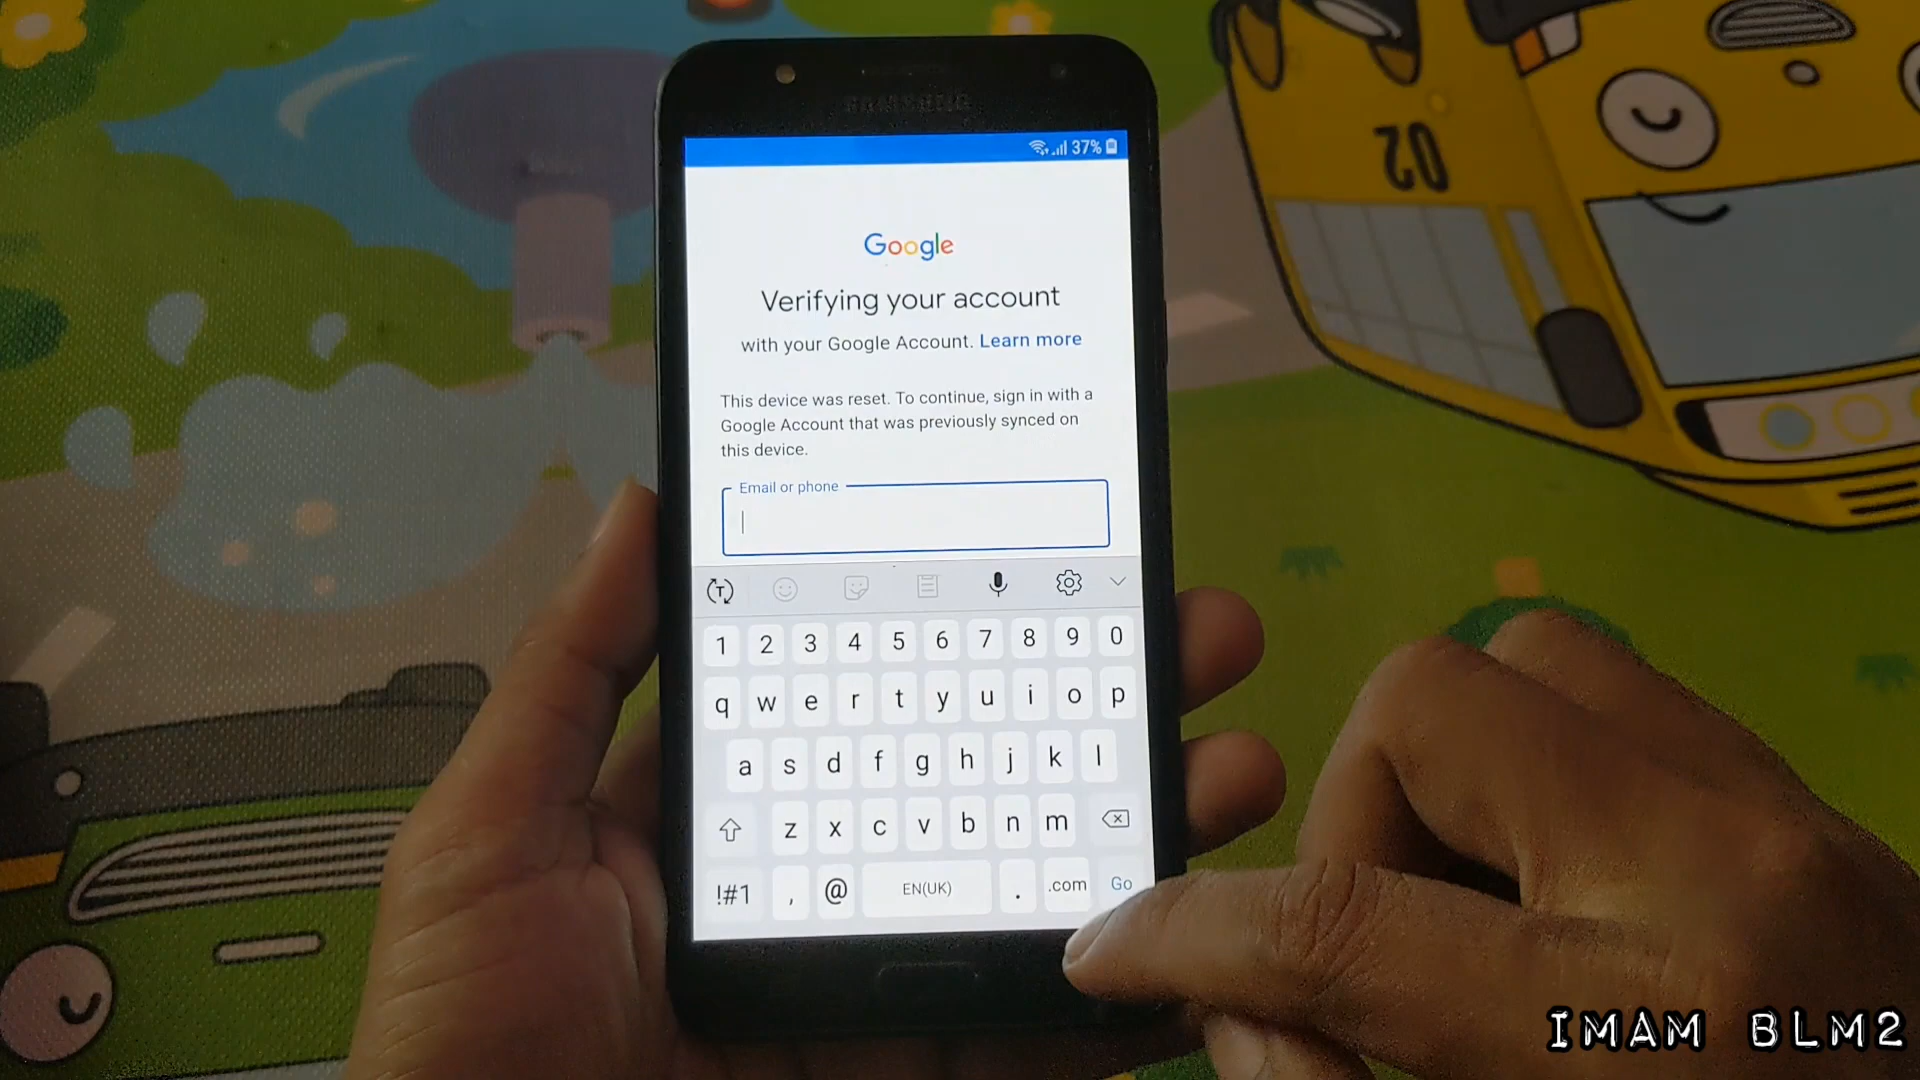 SAMSUNG
37%
Google
Verifying your account
with your Google Account. Learn more
This device was reset. To continue, sign in with a
Google Account that was previously synced on
this device.
Email or phone
T
1 2 3 4 5 6 7 8 9 0
q w e r t y u i o p
a s d f g h j k l
z x c v b n m
!#1 , @ EN(UK) . .com Go
02
IMAM BLM2